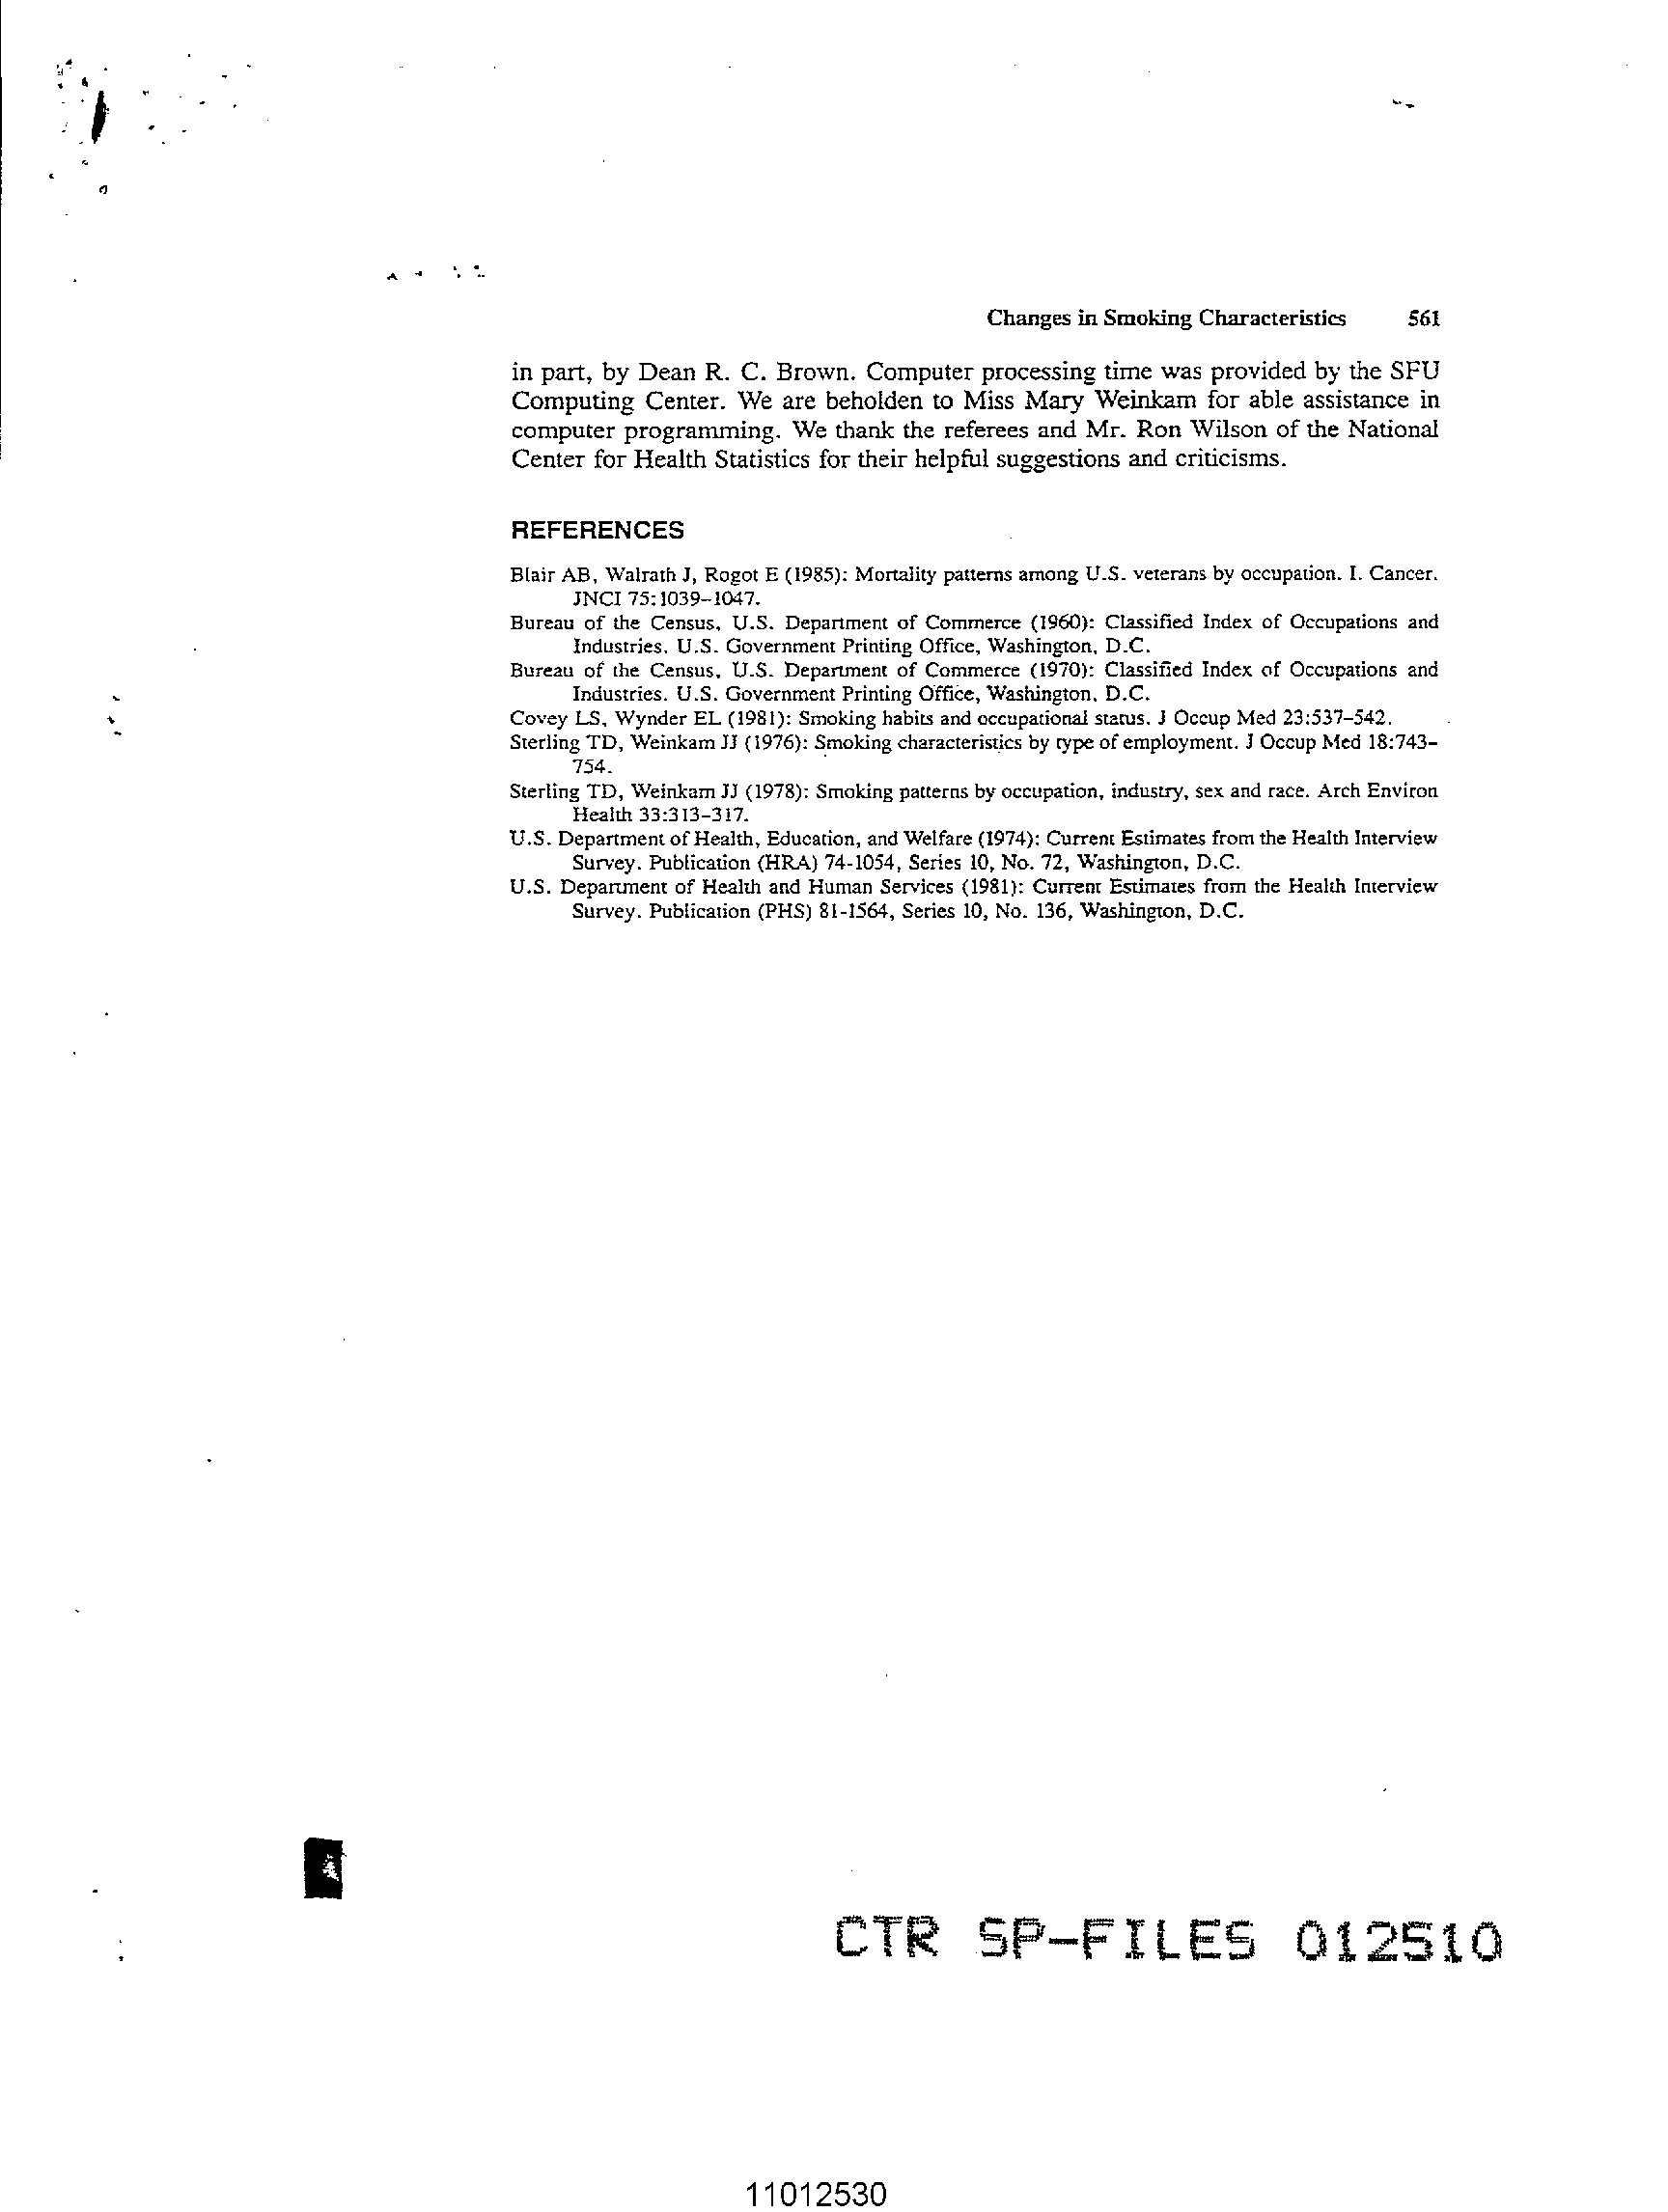 Changes in Smoking Characteristics 561
in part, by Dean R. C. Brown. Computer processing time was provided by the SFU
Computing Center. We are beholden to Miss Mary Weinkam for able assistance in
computer programming. We thank the referees and Mr. Ron Wilson of the National
Center for Health Statistics for their helpful suggestions and criticisms.
REFERENCES
Blair AB, Walrath J, Rogot E (1985): Mortality patterns among U.S. veterans by occupation. I. Cancer.
JNCI 75:1039–1047.
Bureau of the Census, U.S. Department of Commerce (1960): Classified Index of Occupations and
Industries. U.S. Government Printing Office, Washington, D.C.
Bureau of the Census, U.S. Department of Commerce (1970): Classified Index of Occupations and
Industries. U.S. Government Printing Office, Washington, D.C.
Covey LS, Wynder EL (1981): Smoking habits and occupational status. J Occup Med 23:537–542.
Sterling TD, Weinkam JJ (1976): Smoking characteristics by type of employment. J Occup Med 18:743–
754.
Sterling TD, Weinkam JJ (1978): Smoking patterns by occupation, industry, sex and race. Arch Environ
Health 33:313–317.
U.S. Department of Health, Education, and Welfare (1974): Current Estimates from the Health Interview
Survey. Publication (HRA) 74-1054, Series 10, No. 72, Washington, D.C.
U.S. Department of Health and Human Services (1981): Current Estimates from the Health Interview
Survey. Publication (PHS) 81-1564, Series 10, No. 136, Washington, D.C.
CTR SP-FILES 012510
11012530